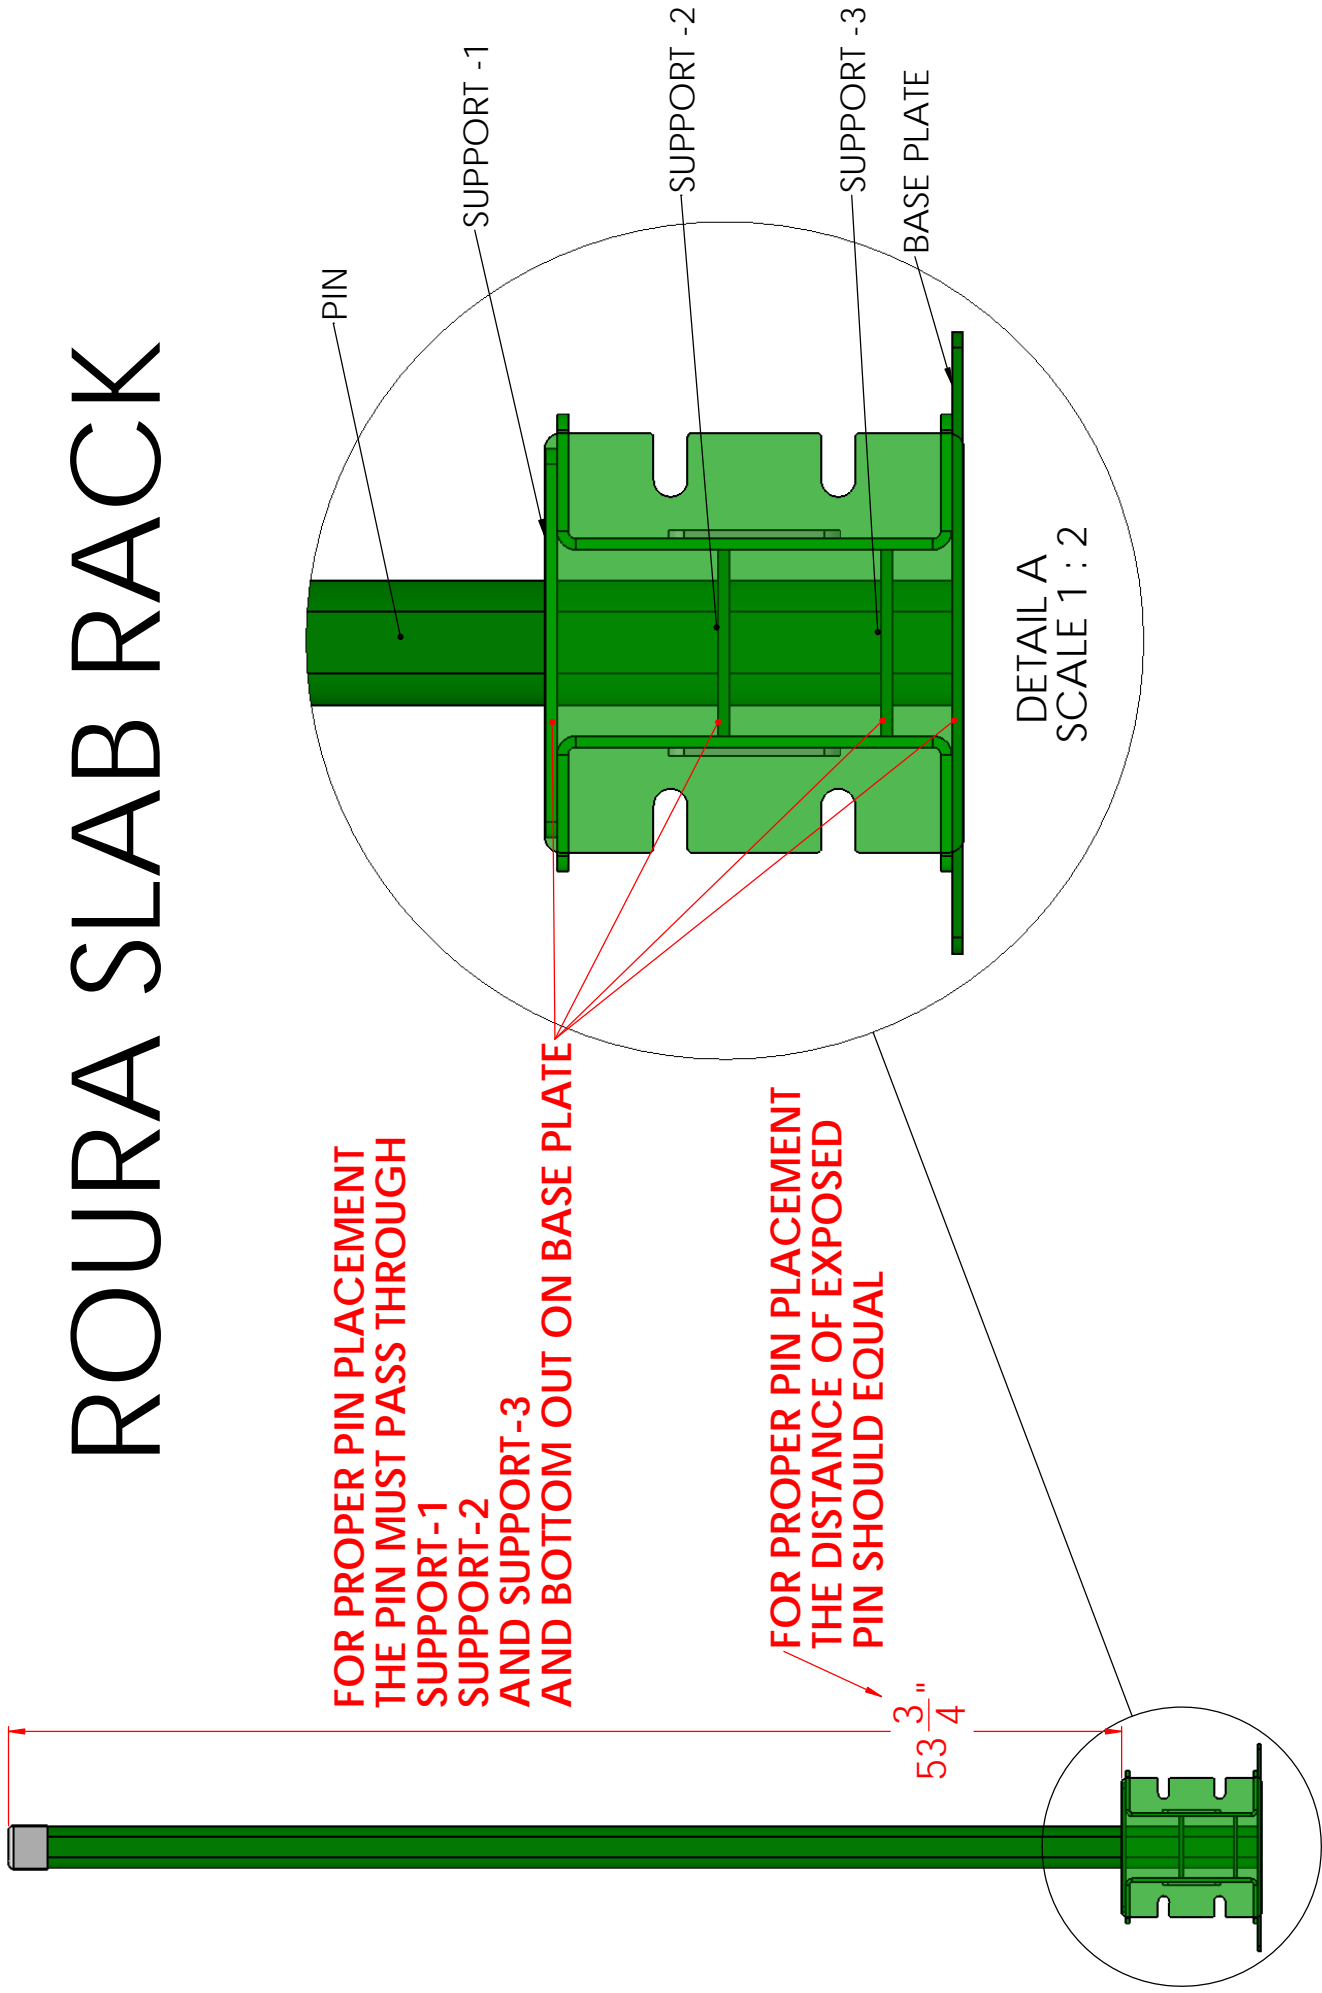 ROURA SLAB RACK
FOR PROPER PIN PLACEMENT
THE PIN MUST PASS THROUGH
SUPPORT-1
SUPPORT-2
AND SUPPORT-3
AND BOTTOM OUT ON BASE PLATE
FOR PROPER PIN PLACEMENT
THE DISTANCE OF EXPOSED
PIN SHOULD EQUAL
53 3/4"
PIN
SUPPORT -1
SUPPORT -2
SUPPORT -3
BASE PLATE
DETAIL A
SCALE 1 : 2